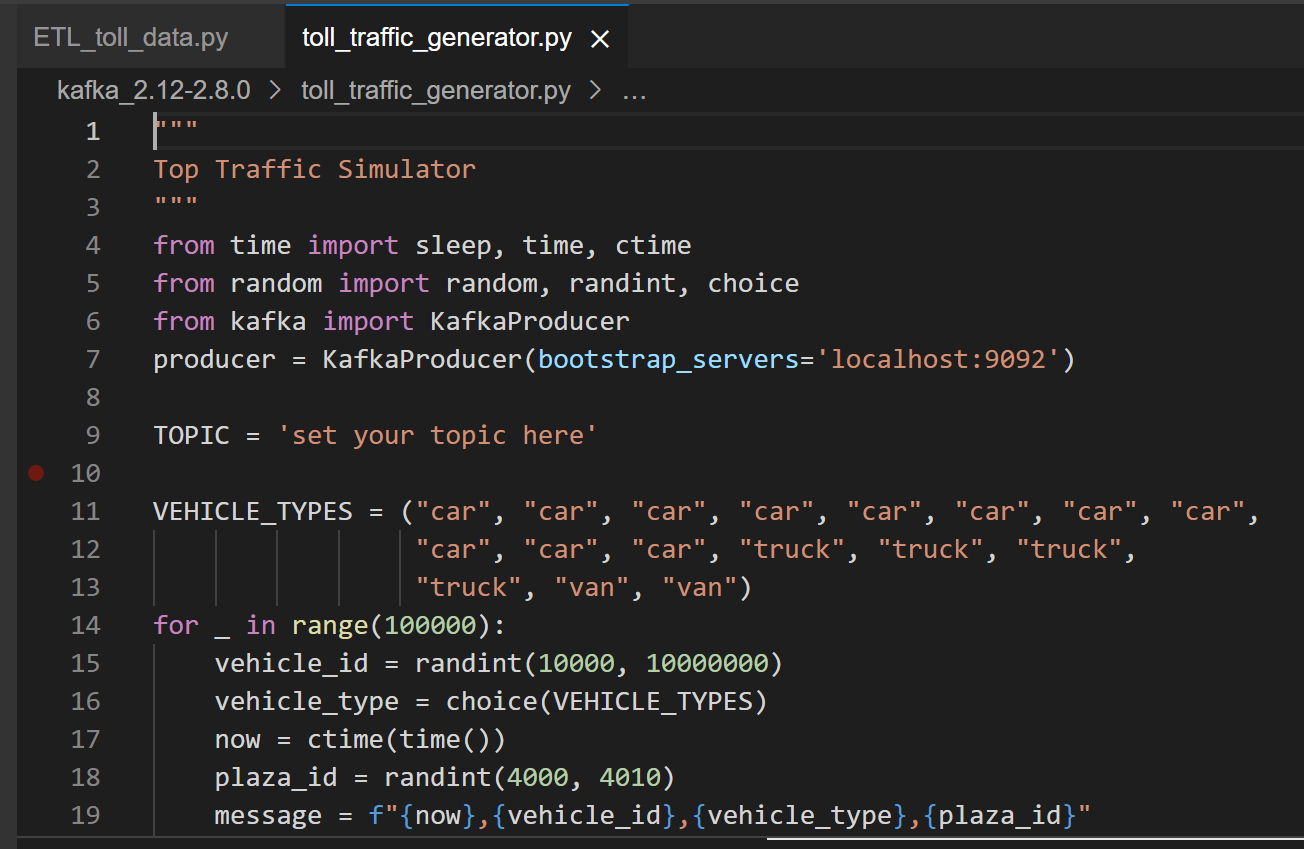 ETL_toll_data.py toll_traffic_generator.py
kafka_2.12-2.8.0 > toll_traffic_generator.py > ...
1 """
2 Top Traffic Simulator
3 """
4 from time import sleep, time, ctime
5 from random import random, randint, choice
6 from kafka import KafkaProducer
7 producer = KafkaProducer(bootstrap_servers='localhost:9092')
8
9 TOPIC = 'set your topic here'
10
11 VEHICLE_TYPES = ("car", "car", "car", "car", "car", "car", "car", "car",
12                  "car", "car", "car", "truck", "truck", "truck",
13                  "truck", "van", "van")
14 for _ in range(100000):
15     vehicle_id = randint(10000, 10000000)
16     vehicle_type = choice(VEHICLE_TYPES)
17     now = ctime(time())
18     plaza_id = randint(4000, 4010)
19     message = f"{now},{vehicle_id},{vehicle_type},{plaza_id}"